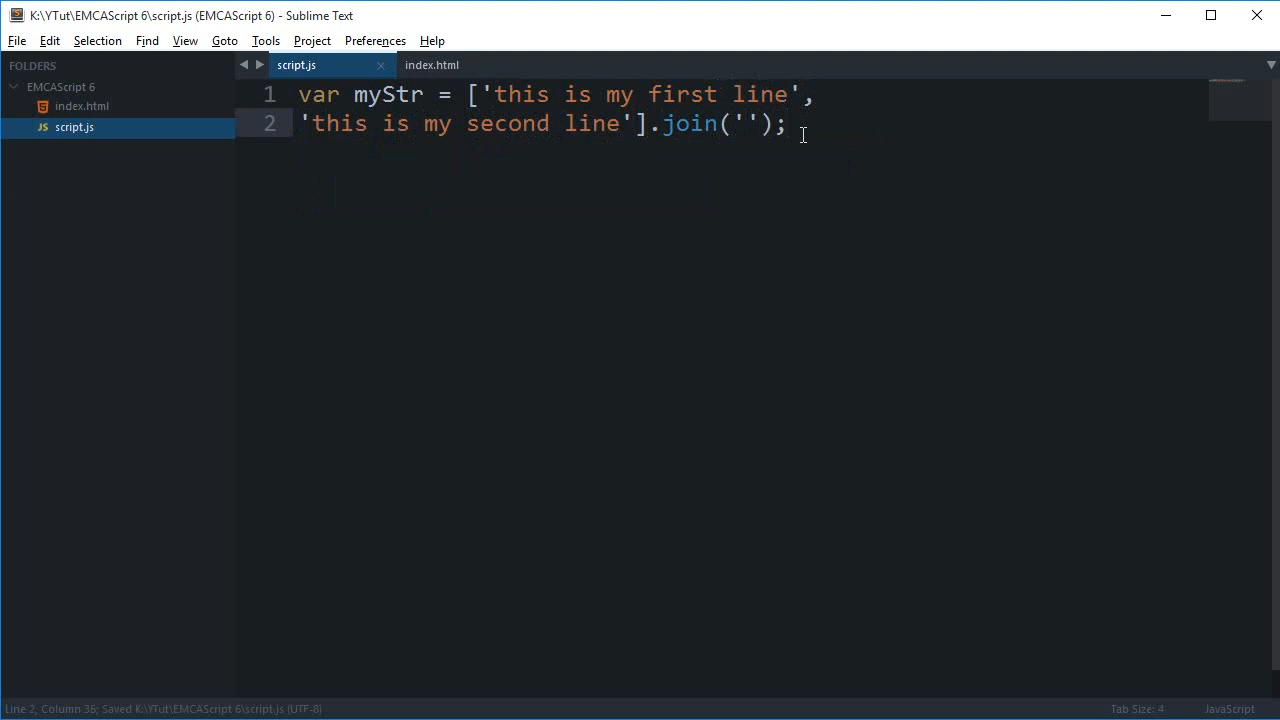 K:\YTut\EMCAScript 6\script.js (EMCAScript 6) - Sublime Text
File Edit Selection Find View Goto Tools Project Preferences Help
FOLDERS
EMCAScript 6
index.html
JS script.js
script.js × index.html
1 var myStr = ['this is my first line',
2 'this is my second line'].join('');
Line 2, Column 36; Saved K:\YTut\EMCAScript 6\script.js (UTF-8) Tab Size: 4 JavaScript